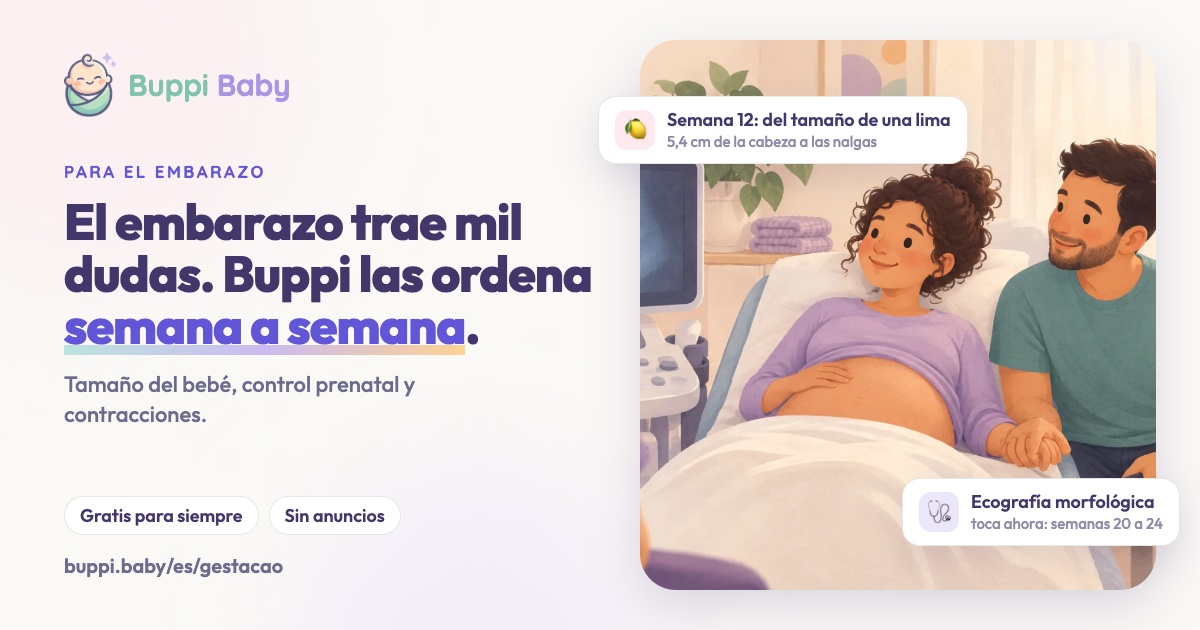 Buppi Baby
PARA EL EMBARAZO
El embarazo trae mil
dudas. Buppi las ordena
semana a semana.
Tamaño del bebé, control prenatal y
contracciones.
Gratis para siempre
Sin anuncios
buppi.baby/es/gestacao
Semana 12: del tamaño de una lima
5,4 cm de la cabeza a las nalgas
Ecografía morfológica
toca ahora: semanas 20 a 24